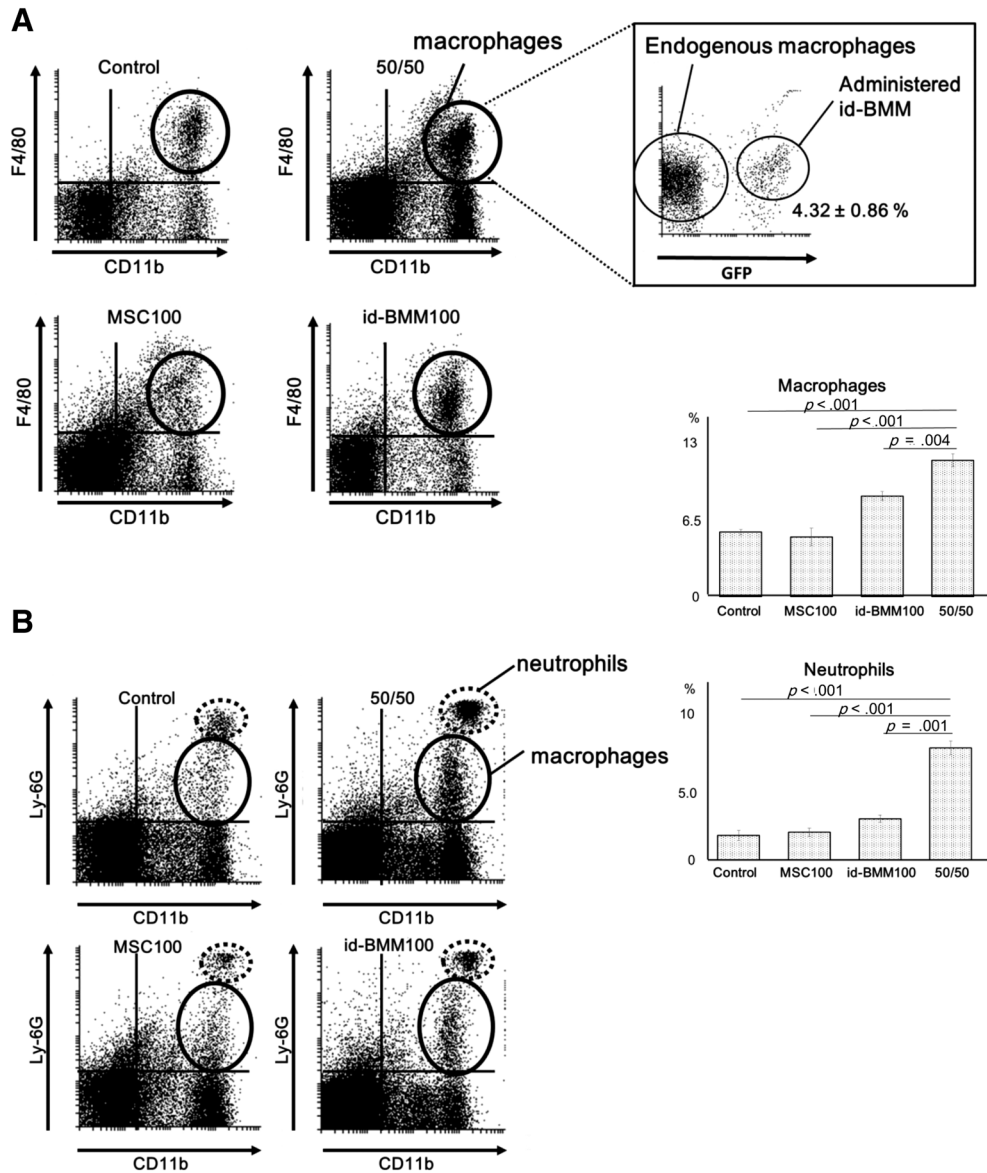 A
macrophages
Control
50/50
F4/80
CD11b
F4/80
CD11b
Endogenous macrophages
Administered
id-BMM
4.32 ± 0.86 %
GFP
MSC100
id-BMM100
F4/80
CD11b
F4/80
CD11b
Macrophages
%
p < .001
p < .001
p = .004
13
6.5
0
Control MSC100 id-BMM100 50/50
B
neutrophils
macrophages
Control
50/50
Ly-6G
CD11b
Ly-6G
CD11b
MSC100
id-BMM100
Ly-6G
CD11b
Ly-6G
CD11b
Neutrophils
%
p < .001
p < .001
p = .001
10
5.0
0
Control MSC100 id-BMM100 50/50